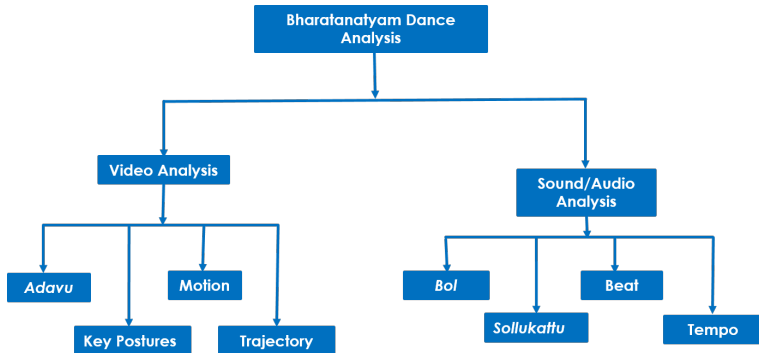 Bharatanatyam Dance
Analysis
Video Analysis
Sound/Audio
Analysis
Adavu
Motion
Bol
Beat
Key Postures
Trajectory
Sollukattu
Tempo